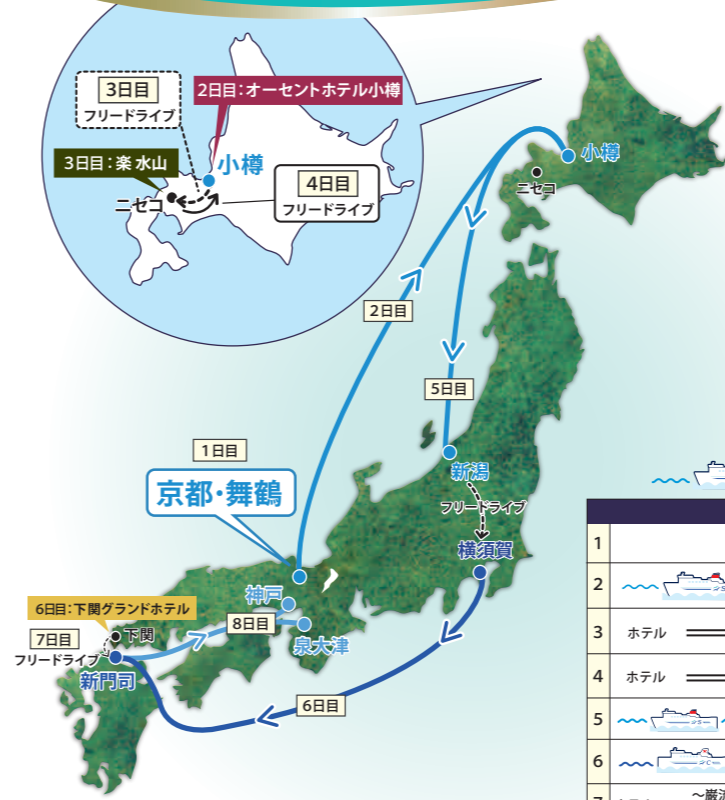 3日目
フリードライブ
2日目：オーセントホテル小樽
3日目：楽 水山
小樽
ニセコ
4日目
フリードライブ
小樽
ニセコ
2日目
5日目
1日目
京都・舞鶴
新潟
フリードライブ
横須賀
神戸
6日目：下関グランドホテル
8日目
泉大津
7日目
下関
フリードライブ
新門司
6日目
1
2
3 ホテル
4 ホテル
5
6